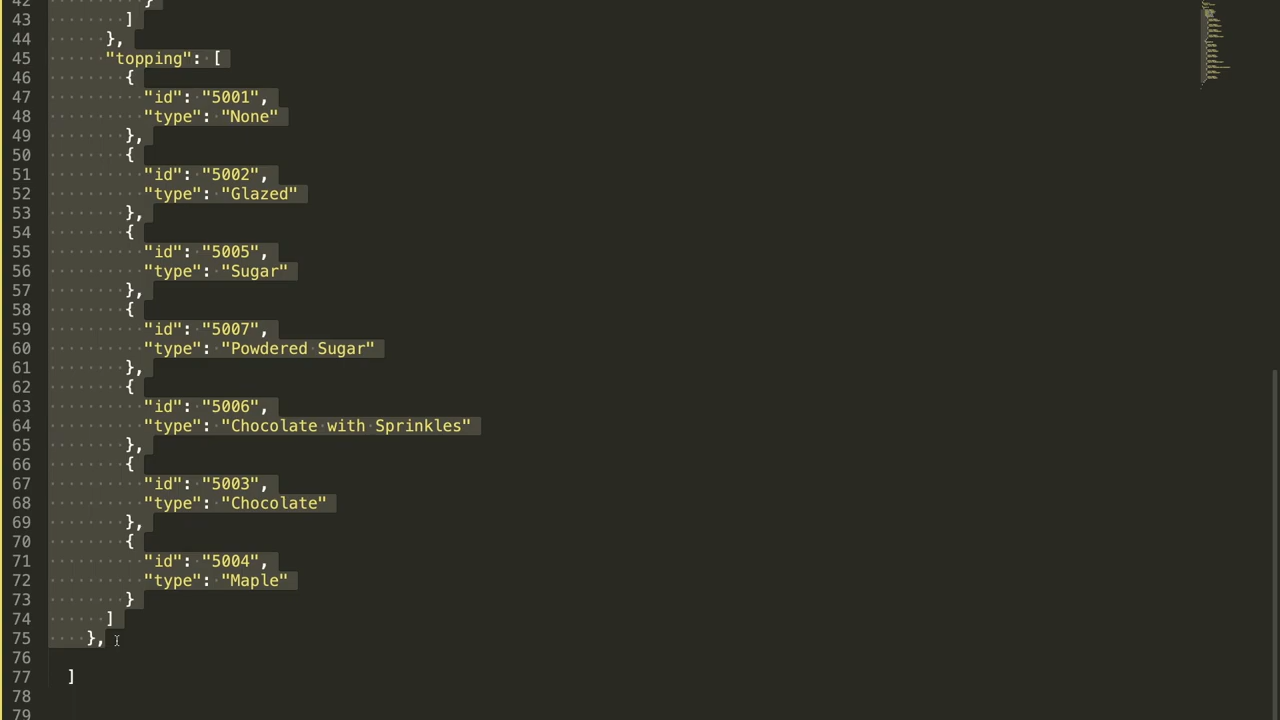 42 }
43 ]
44 },
45 "topping": [
46 {
47 "id": "5001",
48 "type": "None"
49 },
50 {
51 "id": "5002",
52 "type": "Glazed"
53 },
54 {
55 "id": "5005",
56 "type": "Sugar"
57 },
58 {
59 "id": "5007",
60 "type": "Powdered Sugar"
61 },
62 {
63 "id": "5006",
64 "type": "Chocolate with Sprinkles"
65 },
66 {
67 "id": "5003",
68 "type": "Chocolate"
69 },
70 {
71 "id": "5004",
72 "type": "Maple"
73 }
74 ]
75 },
76
77 ]
78
79